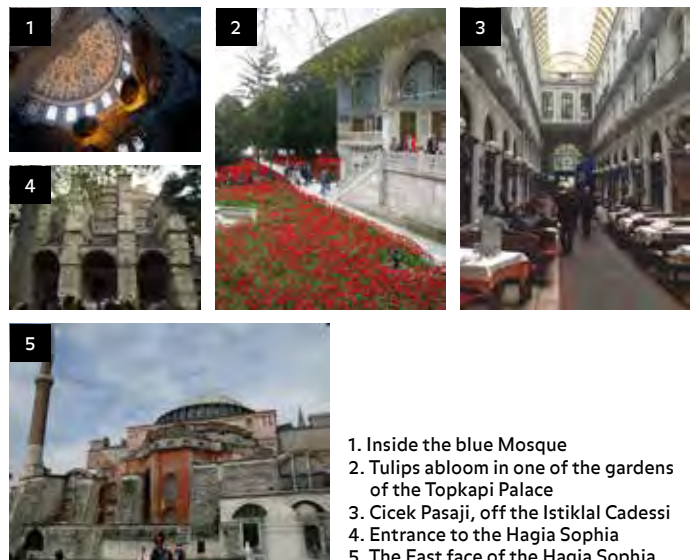 1
2
3
4
5
1. Inside the blue Mosque
2. Tulips abloom in one of the gardens
of the Topkapi Palace
3. Cicek Pasaji, off the Istiklal Cadessi
4. Entrance to the Hagia Sophia
5. The East face of the Hagia Sophia